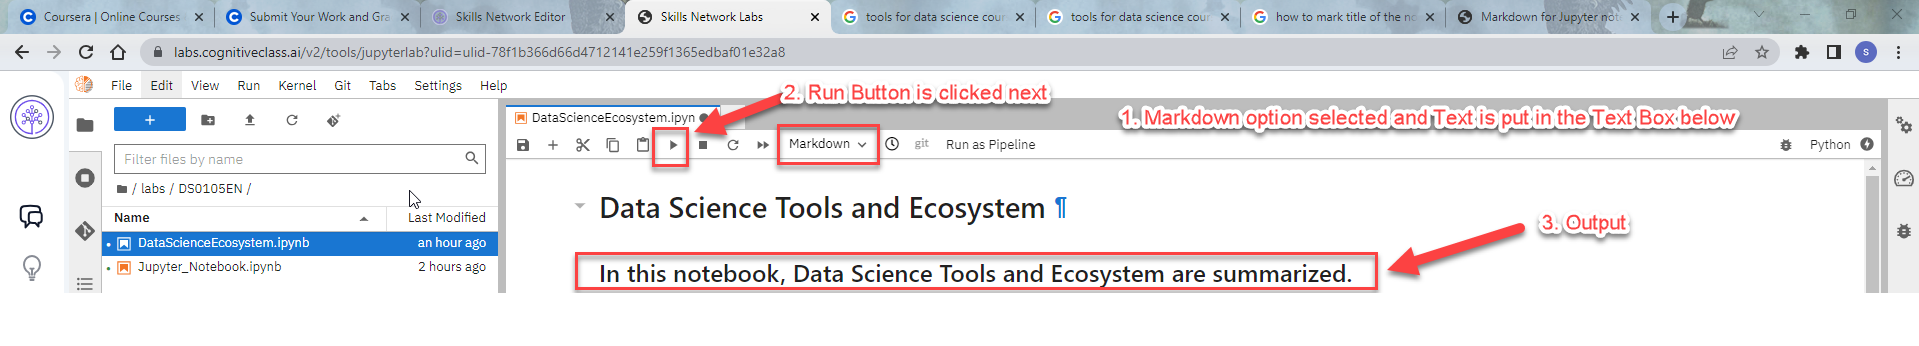 Coursera | Online Courses
Submit Your Work and Gra
Skills Network Editor
Skills Network Labs
tools for data science cour
tools for data science cour
how to mark title of the no
Markdown for Jupyter note
labs.cognitiveclass.ai/v2/tools/jupyterlab?ulid=ulid-78f1b366d66d4712141e259f1365edbaf01e32a8
S
File Edit View Run Kernel Git Tabs Settings Help
2. Run Button is clicked next
1. Markdown option selected and Text is put in the Text Box below
DataScienceEcosystem.ipyn
Markdown
git
Run as Pipeline
Python
Filter files by name
/ labs / DS0105EN /
Name Last Modified
DataScienceEcosystem.ipynb an hour ago
Jupyter_Notebook.ipynb 2 hours ago
Data Science Tools and Ecosystem ¶
3. Output
In this notebook, Data Science Tools and Ecosystem are summarized.